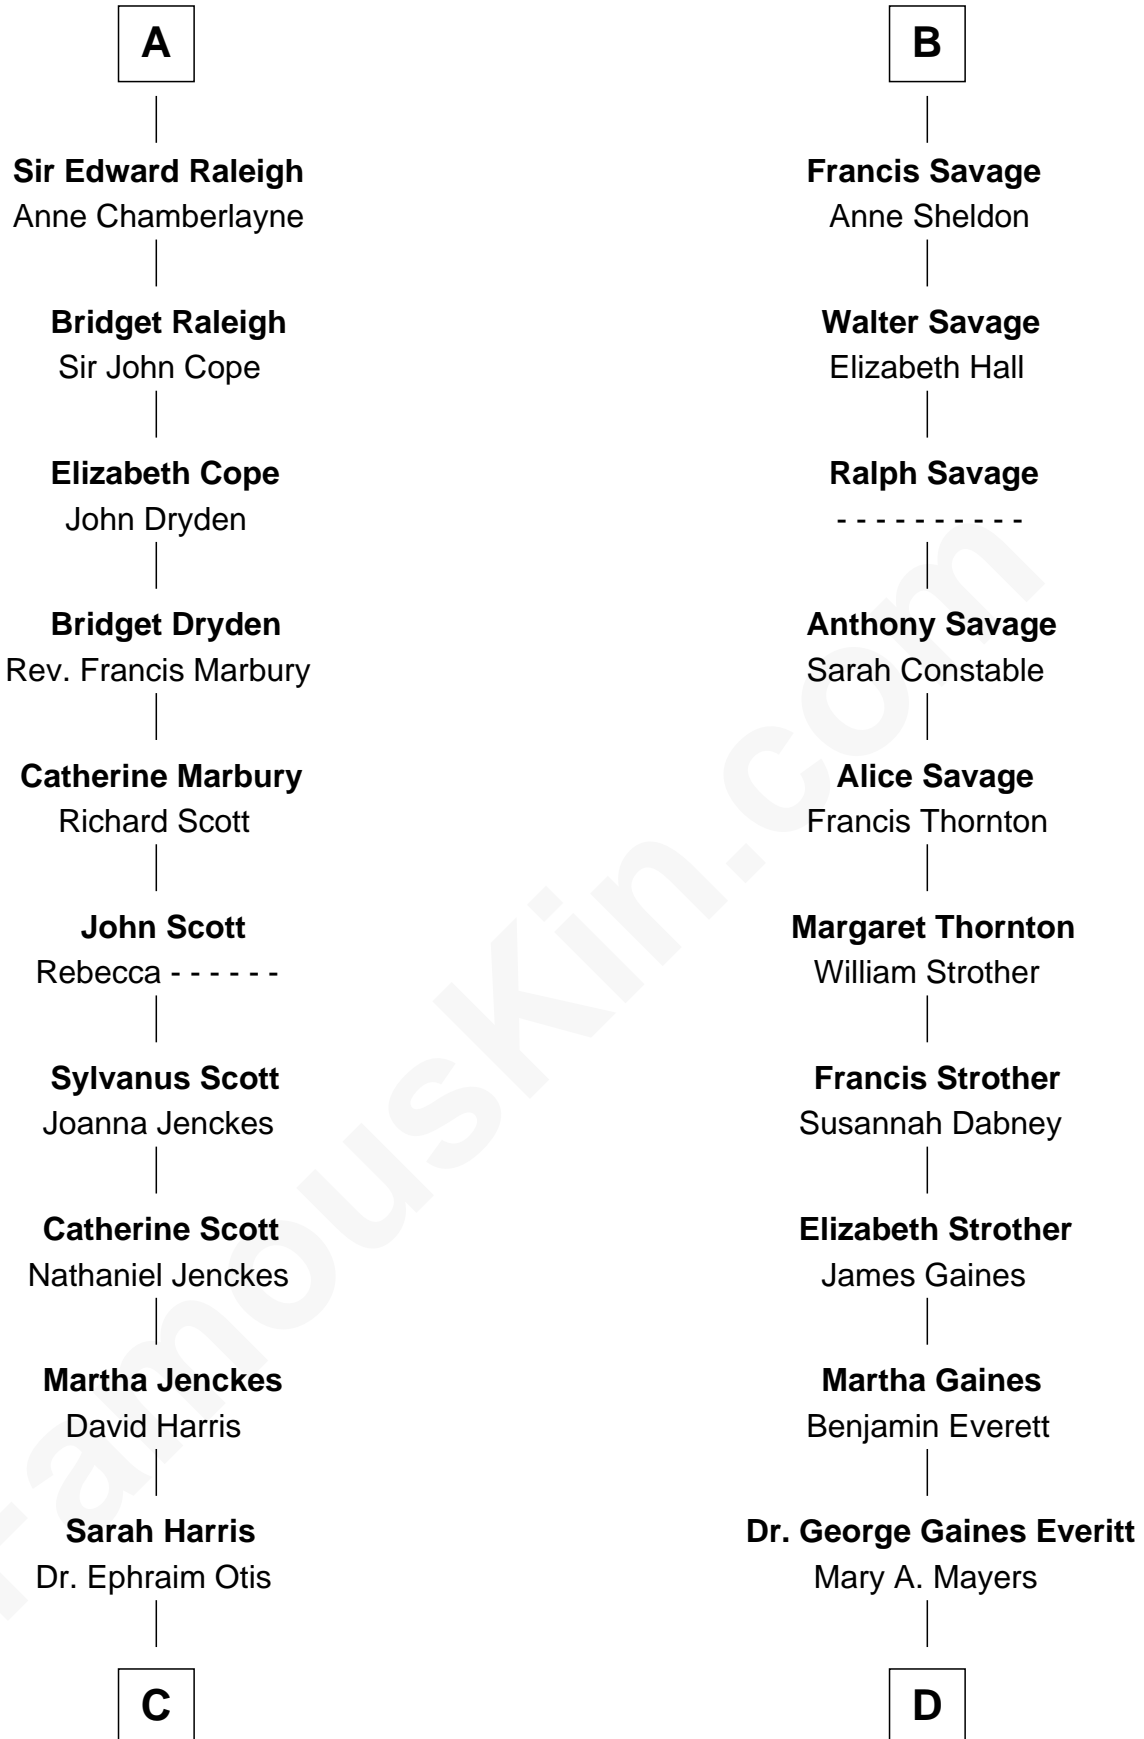 A
Sir Edward Raleigh
Anne Chamberlayne
Bridget Raleigh
Sir John Cope
Elizabeth Cope
John Dryden
Bridget Dryden
Rev. Francis Marbury
Catherine Marbury
Richard Scott
John Scott
Rebecca - - - - - -
Sylvanus Scott
Joanna Jenckes
Catherine Scott
Nathaniel Jenckes
Martha Jenckes
David Harris
Sarah Harris
Dr. Ephraim Otis
C
B
Francis Savage
Anne Sheldon
Walter Savage
Elizabeth Hall
Ralph Savage
- - - - - - - - - -
Anthony Savage
Sarah Constable
Alice Savage
Francis Thornton
Margaret Thornton
William Strother
Francis Strother
Susannah Dabney
Elizabeth Strother
James Gaines
Martha Gaines
Benjamin Everett
Dr. George Gaines Everitt
Mary A. Mayers
D
FamousKin.com